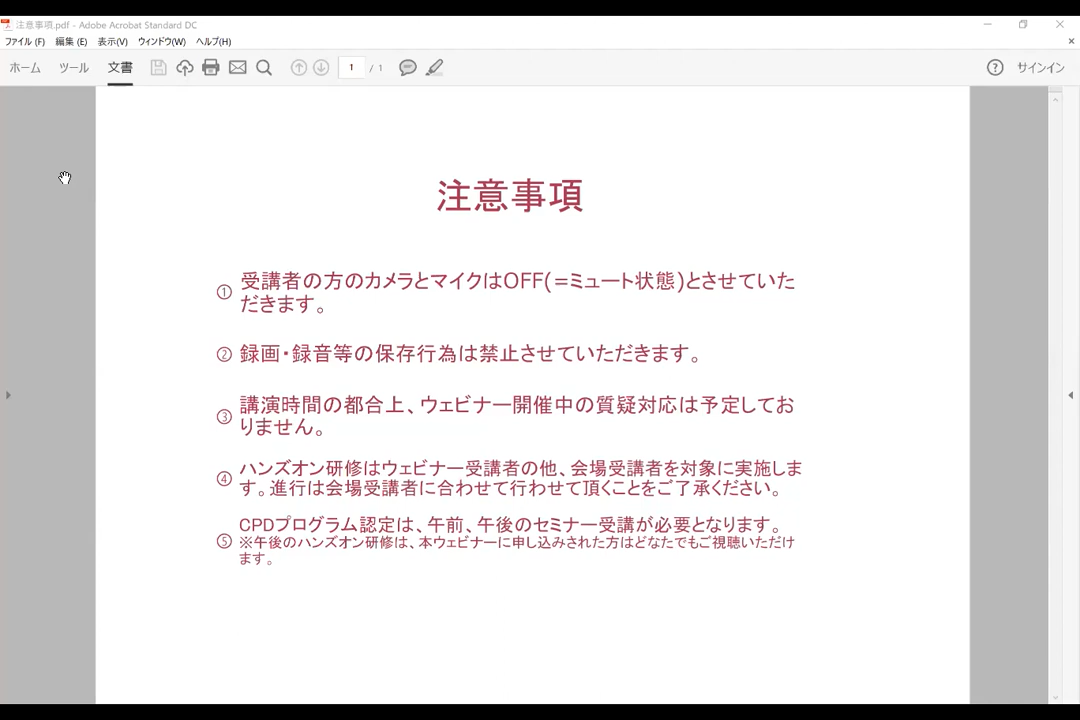 注意事項.pdf - Adobe Acrobat Standard DC
ファイル (F) 編集 (E) 表示(V) ウィンドウ(W) ヘルプ(H)
ホーム ツール 文書 1 / 1 サインイン
注意事項
① 受講者の方のカメラとマイクはOFF(=ミュート状態)とさせていた
だきます。
② 録画・録音等の保存行為は禁止させていただきます。
③ 講演時間の都合上、ウェビナー開催中の質疑対応は予定してお
りません。
④ ハンズオン研修はウェビナー受講者の他、会場受講者を対象に実施しま
す。進行は会場受講者に合わせて行わせて頂くことをご了承ください。
⑤ CPDプログラム認定は、午前、午後のセミナー受講が必要となります。
※午後のハンズオン研修は、本ウェビナーに申し込みされた方はどなたでもご視聴いただけ
ます。